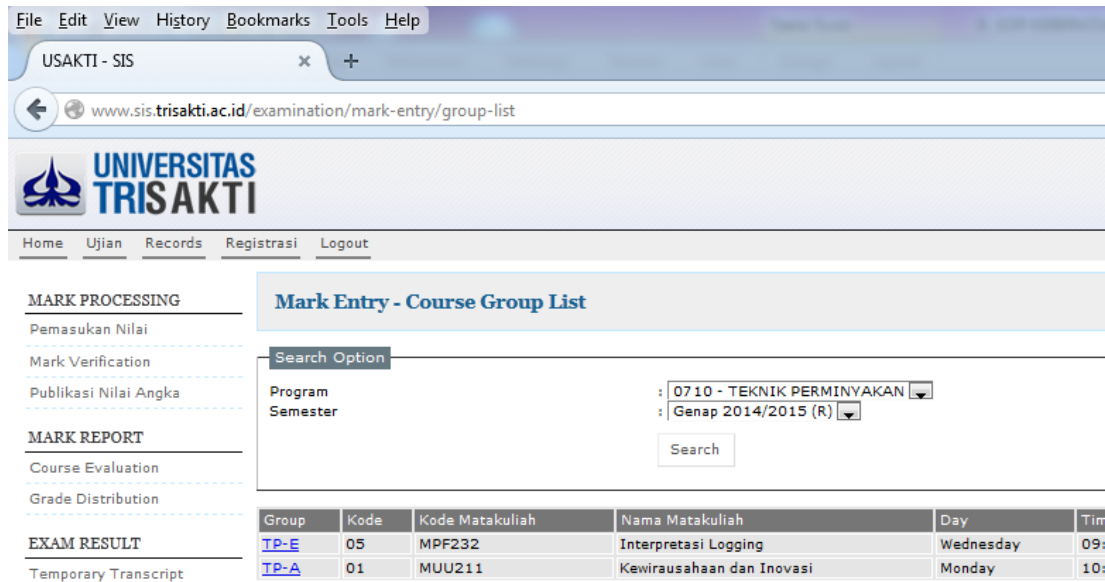 File Edit View History Bookmarks Tools Help
USAKTI - SIS × +
www.sis.trisakti.ac.id/examination/mark-entry/group-list
UNIVERSITAS
TRISAKTI
Home Ujian Records Registrasi Logout
MARK PROCESSING
Pemasukan Nilai
Mark Verification
Publikasi Nilai Angka
MARK REPORT
Course Evaluation
Grade Distribution
EXAM RESULT
Temporary Transcript
Mark Entry - Course Group List
Search Option
Program : 0710 - TEKNIK PERMINYAKAN
Semester : Genap 2014/2015 (R)
Search
Group Kode Kode Matakuliah Nama Matakuliah Day
TP-E 05 MPF232 Interpretasi Logging Wednesday 09:
TP-A 01 MUU211 Kewirausahaan dan Inovasi Monday 10: